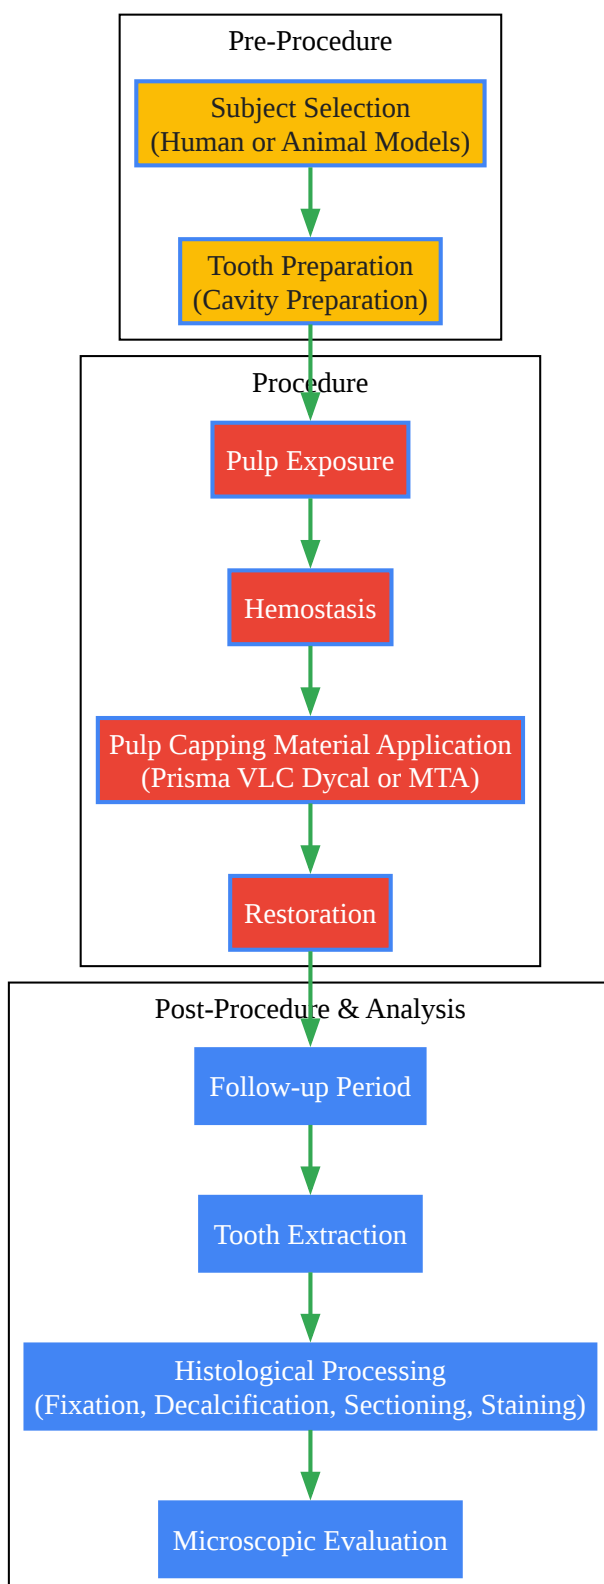 Pre-Procedure
Subject Selection
(Human or Animal Models)
Tooth Preparation
(Cavity Preparation)
Procedure
Pulp Exposure
Hemostasis
Pulp Capping Material Application
(Prisma VLC Dycal or MTA)
Restoration
Post-Procedure & Analysis
Follow-up Period
Tooth Extraction
Histological Processing
(Fixation, Decalcification, Sectioning, Staining)
Microscopic Evaluation